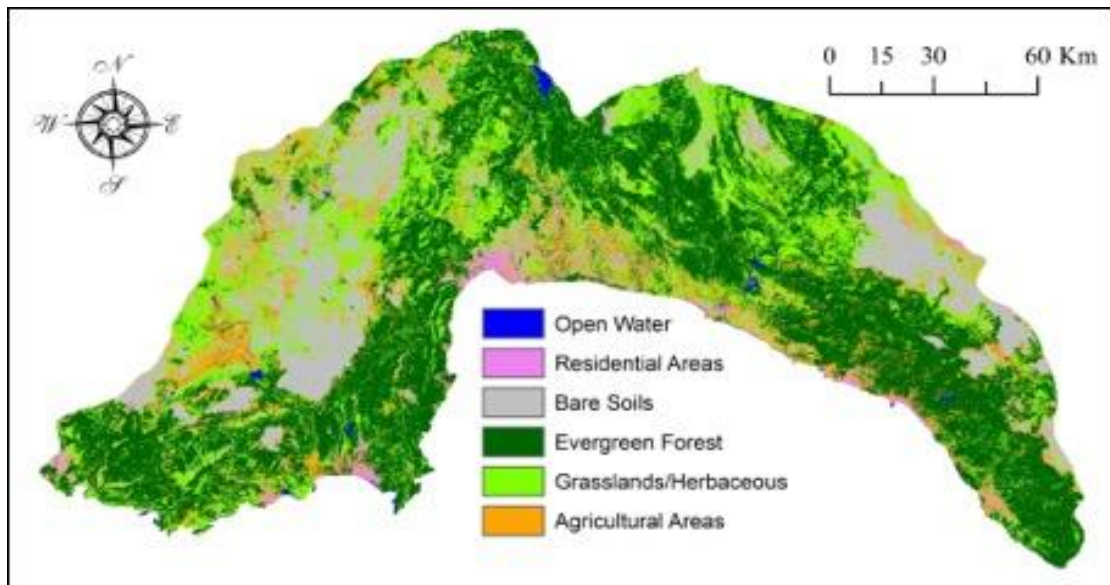 N
W E
S
0 15 30 60 Km
Open Water
Residential Areas
Bare Soils
Evergreen Forest
Grasslands/Herbaceous
Agricultural Areas